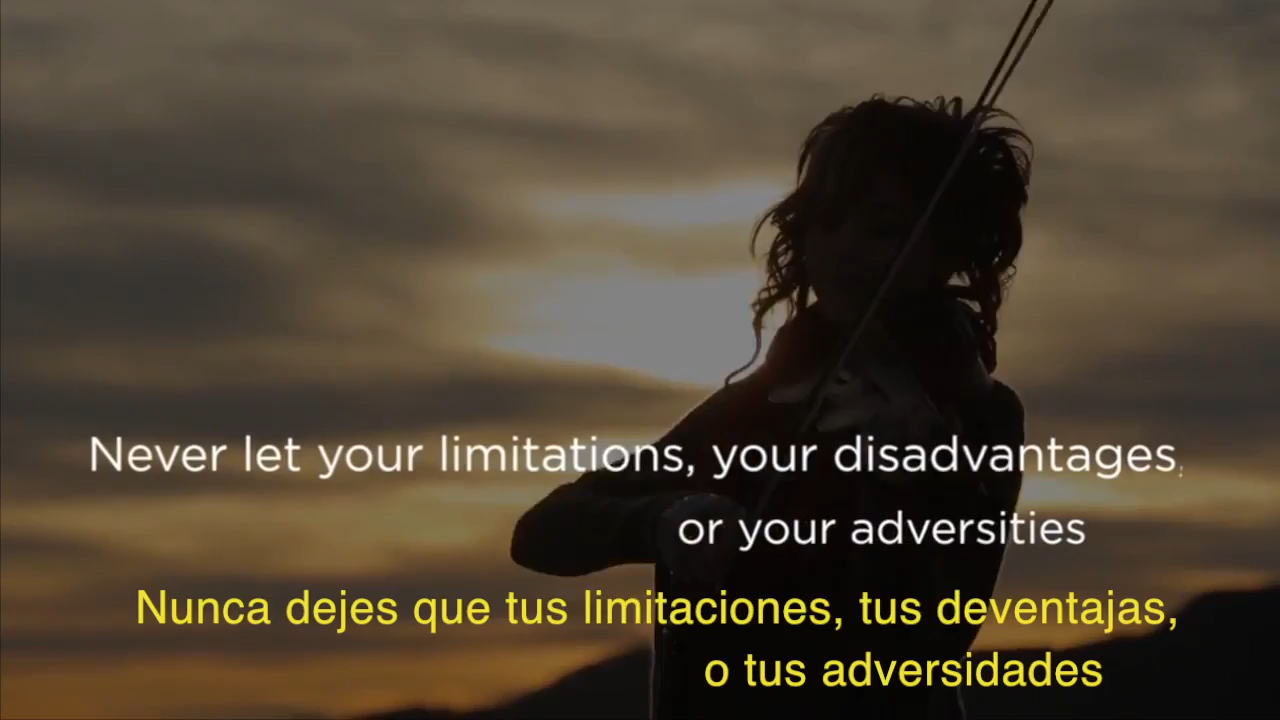 Never let your limitations, your disadvantages,
or your adversities
Nunca dejes que tus limitaciones, tus deventajas,
o tus adversidades